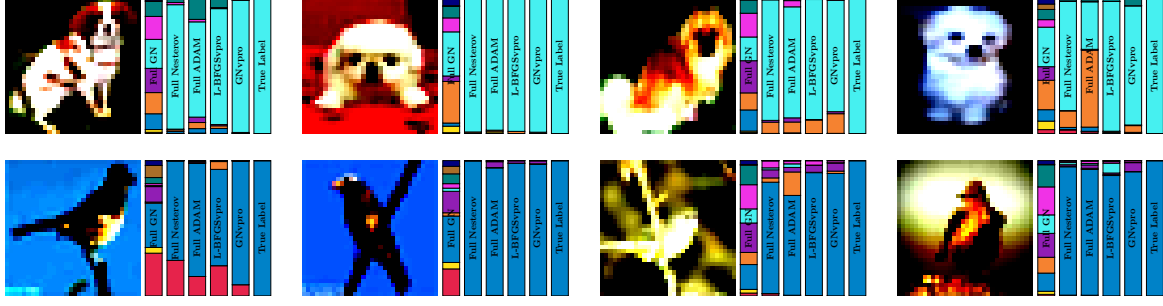 Full GN
Full Nesterov
Full ADAM
L-BFGSvpro
GNvpro
True Label
Full GN
Full Nesterov
Full ADAM
L-BFGSvpro
GNvpro
True Label
Full GN
Full Nesterov
Full ADAM
L-BFGSvpro
GNvpro
True Label
Full GN
Full Nesterov
Full ADAM
L-BFGSvpro
GNvpro
True Label
Full GN
Full Nesterov
Full ADAM
L-BFGSvpro
GNvpro
True Label
Full GN
Full Nesterov
Full ADAM
L-BFGSvpro
GNvpro
True Label
Full GN
Full Nesterov
Full ADAM
L-BFGSvpro
GNvpro
True Label
Full GN
Full Nesterov
Full ADAM
L-BFGSvpro
GNvpro
True Label